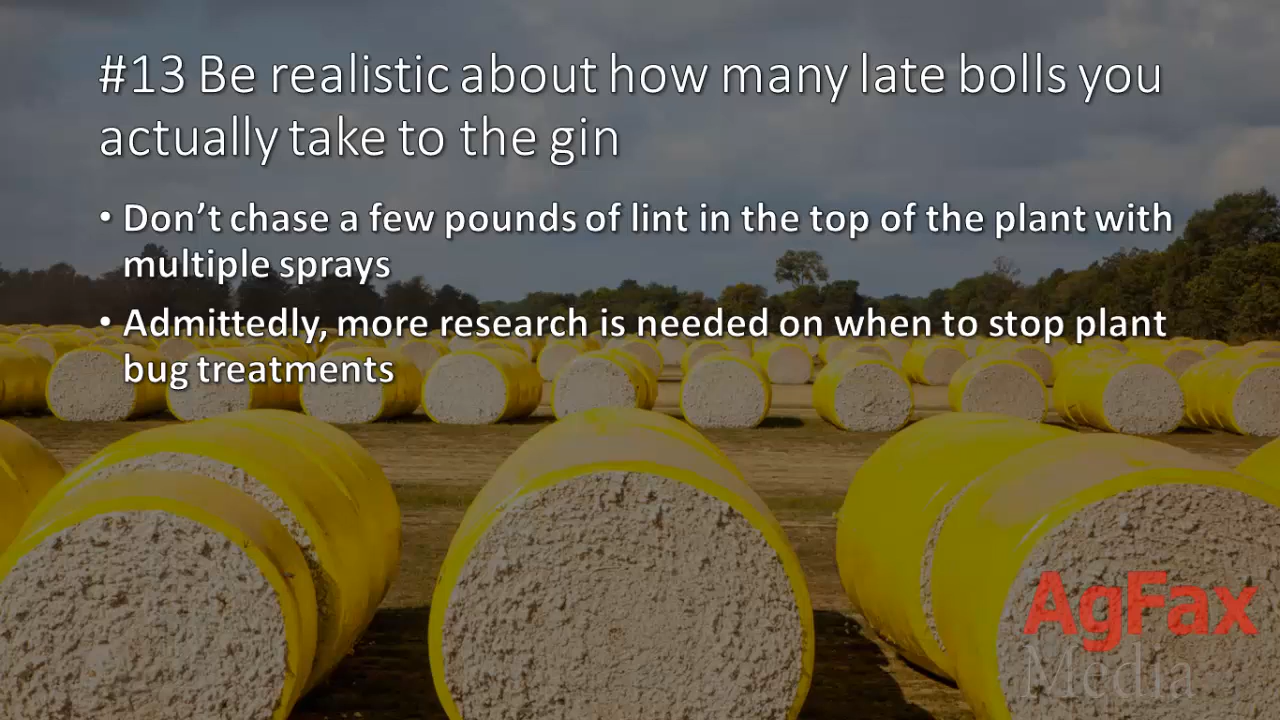 #13 Be realistic about how many late bolls you
actually take to the gin
• Don’t chase a few pounds of lint in the top of the plant with
multiple sprays
• Admittedly, more research is needed on when to stop plant
bug treatments
AgFax
Media